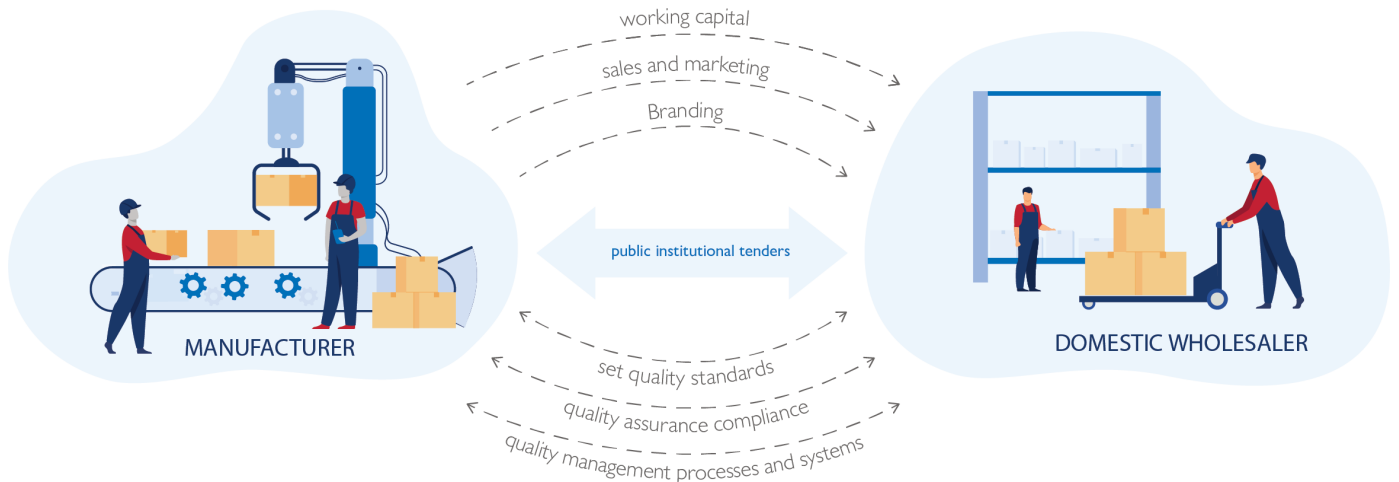 working capital
sales and marketing
Branding
public institutional tenders
MANUFACTURER
DOMESTIC WHOLESALER
set quality standards
quality assurance compliance
quality management processes and systems